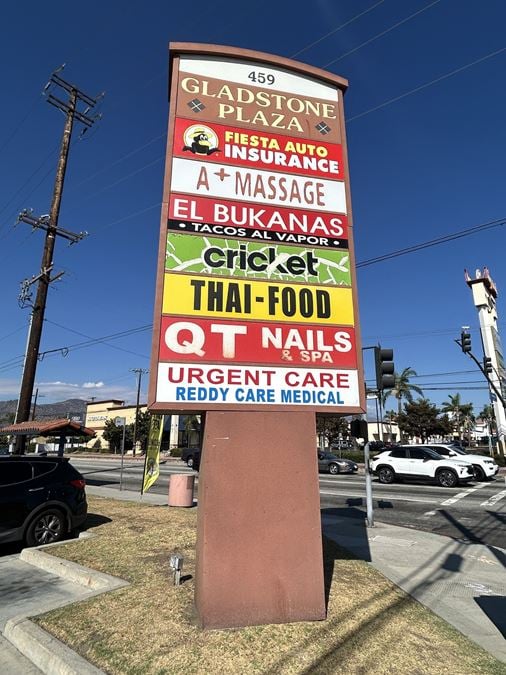 459
GLADSTONE
PLAZA
FIESTA AUTO
INSURANCE
A+ MASSAGE
EL BUKANAS
• TACOS AL VAPOR •
cricket
THAI-FOOD
QT NAILS
& SPA
URGENT CARE
REDDY CARE MEDICAL